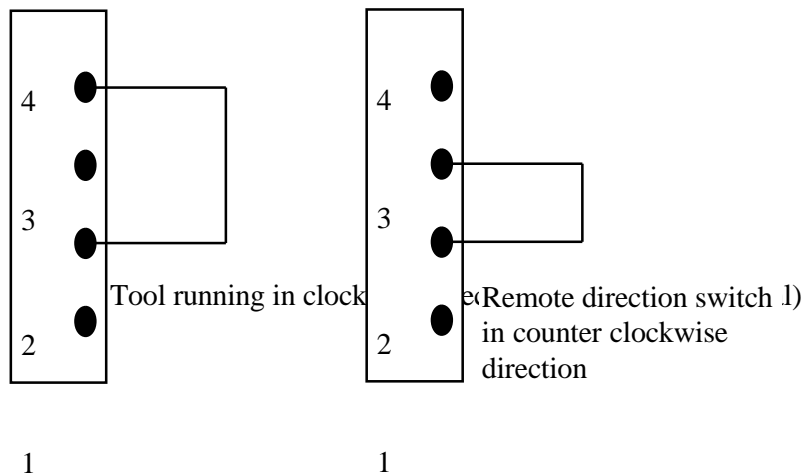 4
3
2
1
4
3
2
1
Tool running in clock
Remote direction switch
in counter clockwise
direction